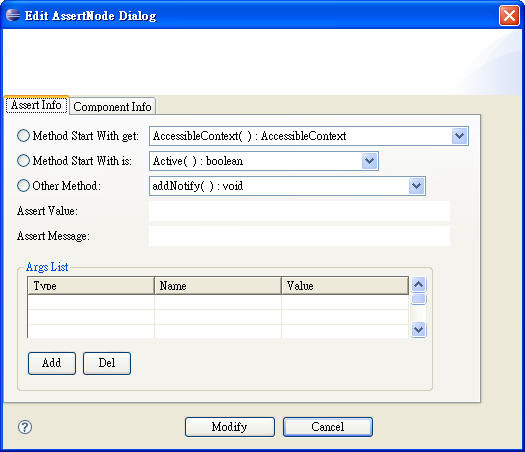 Edit AssertNode Dialog
Assert Info Component Info
Method Start With get: AccessibleContext( ) : AccessibleContext
Method Start With is: Active( ) : boolean
Other Method: addNotify( ) : void
Assert Value:
Assert Message:
Args List
Type Name Value
Add Del
? Modify Cancel